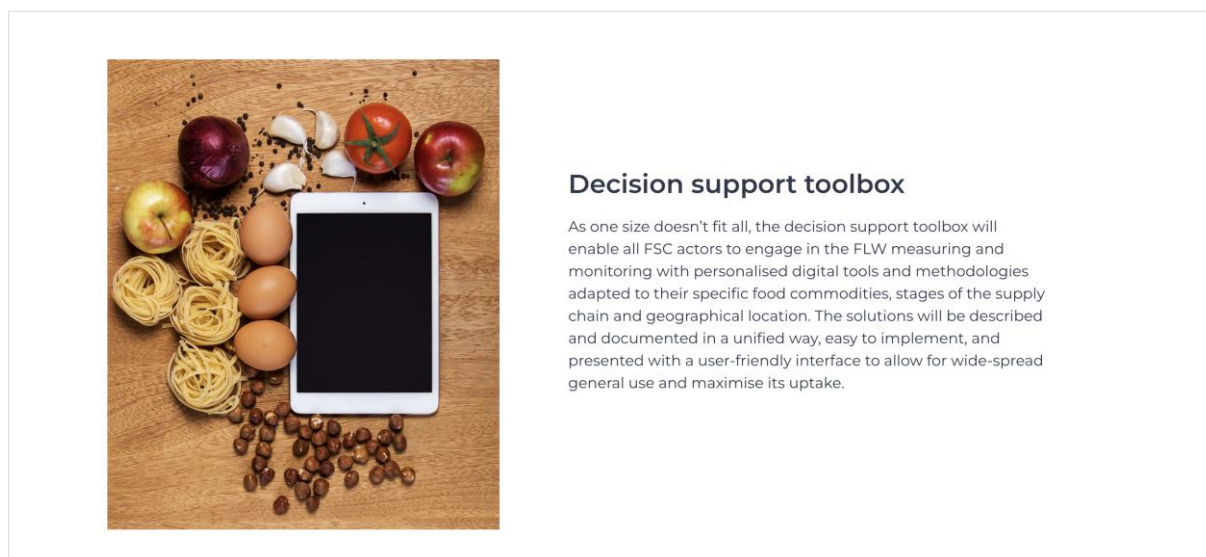 Decision support toolbox
As one size doesn’t fit all, the decision support toolbox will
enable all FSC actors to engage in the FLW measuring and
monitoring with personalised digital tools and methodologies
adapted to their specific food commodities, stages of the supply
chain and geographical location. The solutions will be described
and documented in a unified way, easy to implement, and
presented with a user-friendly interface to allow for wide-spread
general use and maximise its uptake.